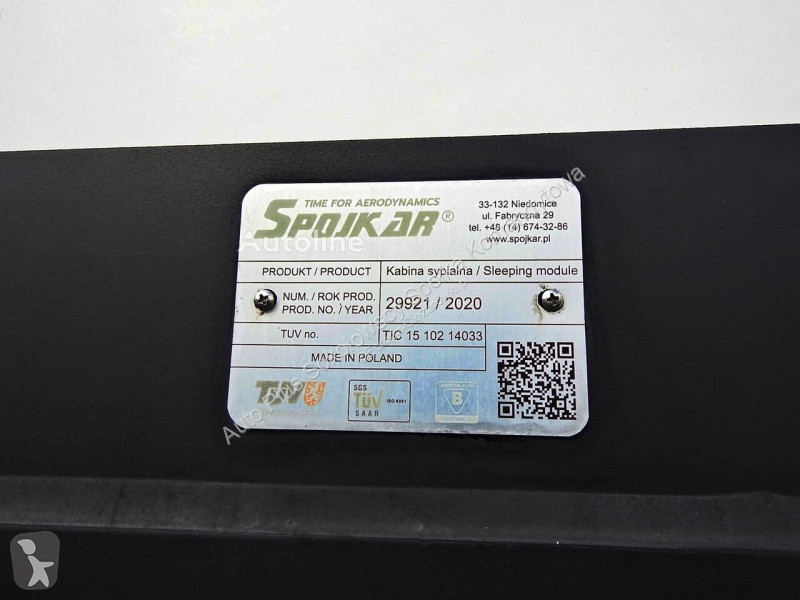 TIME FOR AERODYNAMICS
SPOJKAR®
33-132 Niedomice
ul. Fabryczna 29
tel. +48 (14) 674-32-86
www.spojkar.pl
Autoline
PRODUKT / PRODUCT
Kabina sypialna / Sleeping module
NUM. / ROK PROD.
PROD. NO. / YEAR
29921 / 2020
TUV no.
TIC 15 102 14033
MADE IN POLAND
SGS
TÜV
SAAR
ISO 9001
B